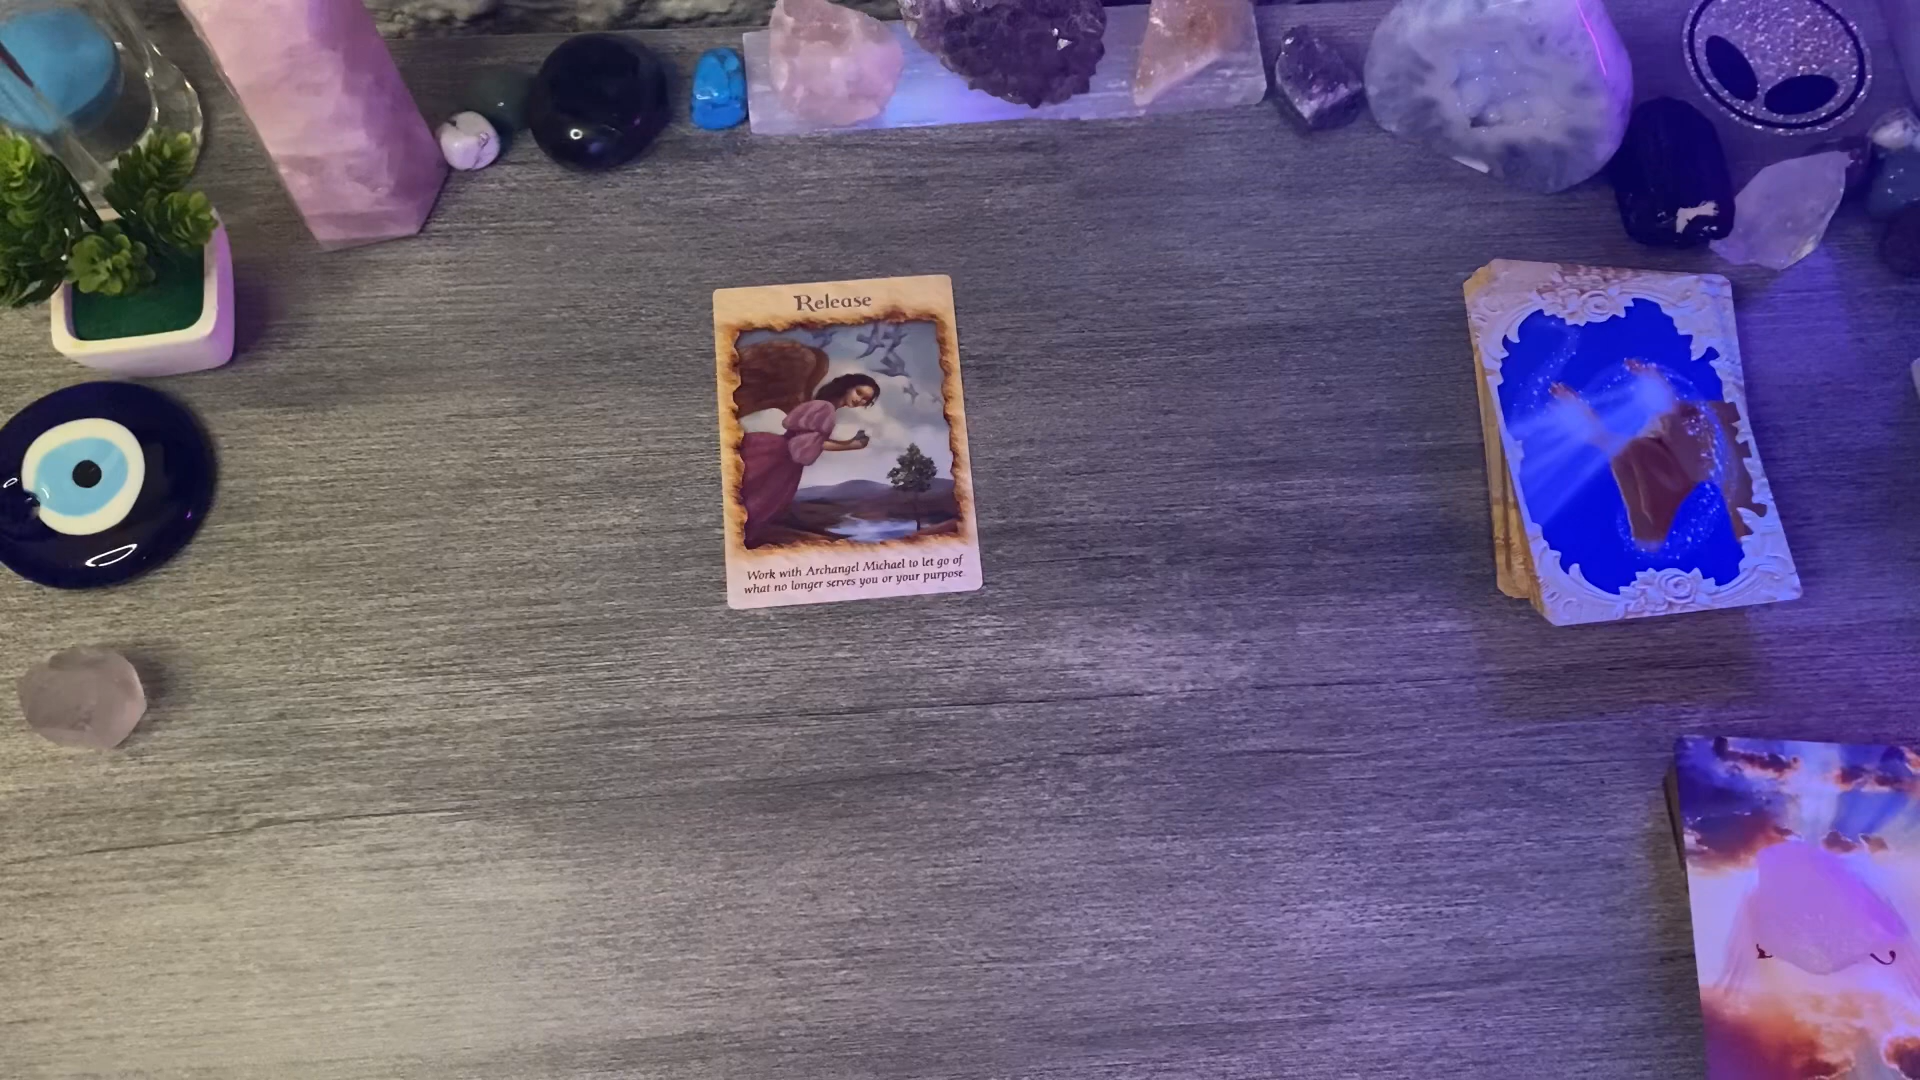 Release
Work with Archangel Michael to let go of
what no longer serves you or your purpose.